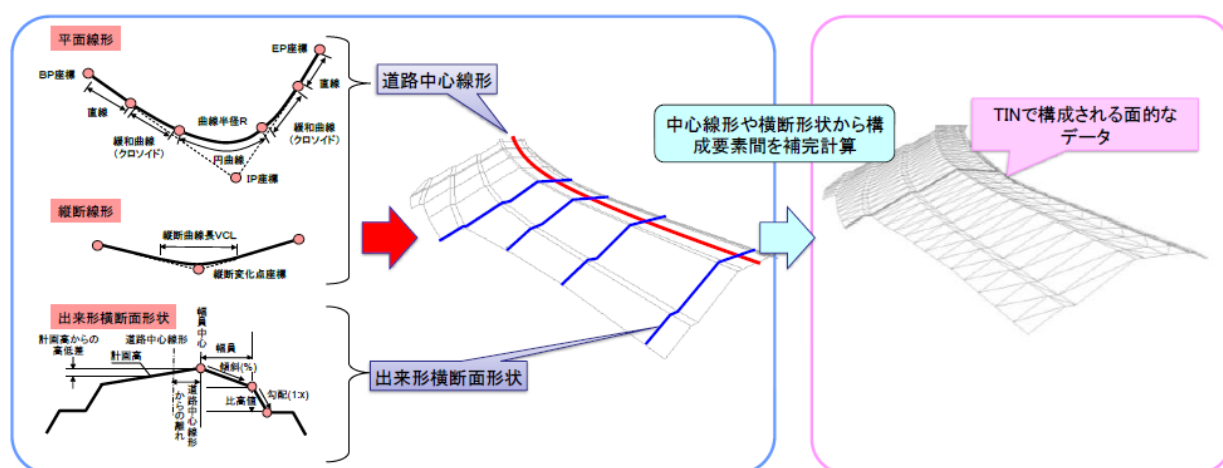 平面線形
EP座標
BP座標
直線
直線
曲線半径R
緩和曲線
(クロソイド)
緩和曲線
(クロソイド)
円曲線
IP座標
縦断線形
縦断曲線長VCL
縦断変化点座標
出来形横断面形状
計画高からの
高低差
道路中心線形
幅員中心
幅員
計画高
傾斜(%)
勾配(1:x)
比高値
道路中心線形
からの離れ
道路中心線形
出来形横断面形状
中心線形や横断形状から構
成要素間を補完計算
TINで構成される面的な
データ